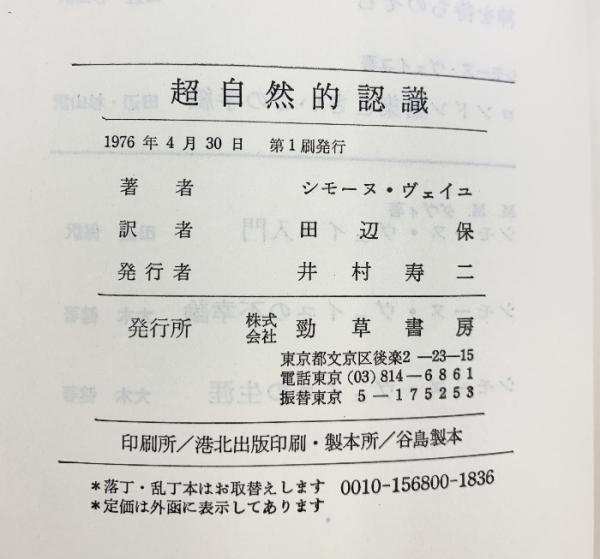 超自然的認識
1976年4月30日 第1刷発行
著者 シモーヌ・ヴェイユ
訳者 田辺保
発行者 井村寿二
発行所 株式会社 勁草書房
東京都文京区後楽2―23―15
電話東京(03)814―6861
振替東京 5―175253
印刷所/港北出版印刷・製本所/谷島製本
*落丁・乱丁本はお取替えします 0010-156800-1836
*定価は外函に表示してあります